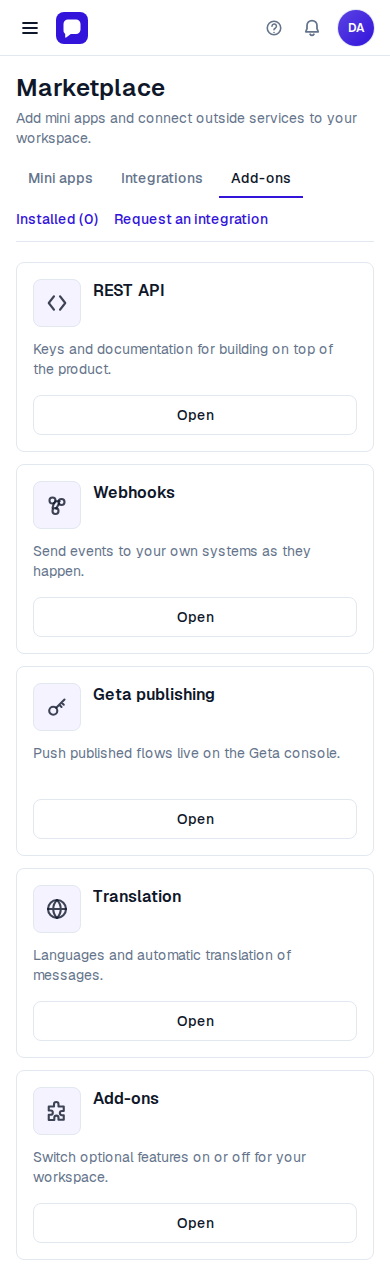 DA
Marketplace
Add mini apps and connect outside services to your
workspace.
Mini apps
Integrations
Add-ons
Installed (0)
Request an integration
REST API
Keys and documentation for building on top of
the product.
Open
Webhooks
Send events to your own systems as they
happen.
Open
Geta publishing
Push published flows live on the Geta console.
Open
Translation
Languages and automatic translation of
messages.
Open
Add-ons
Switch optional features on or off for your
workspace.
Open